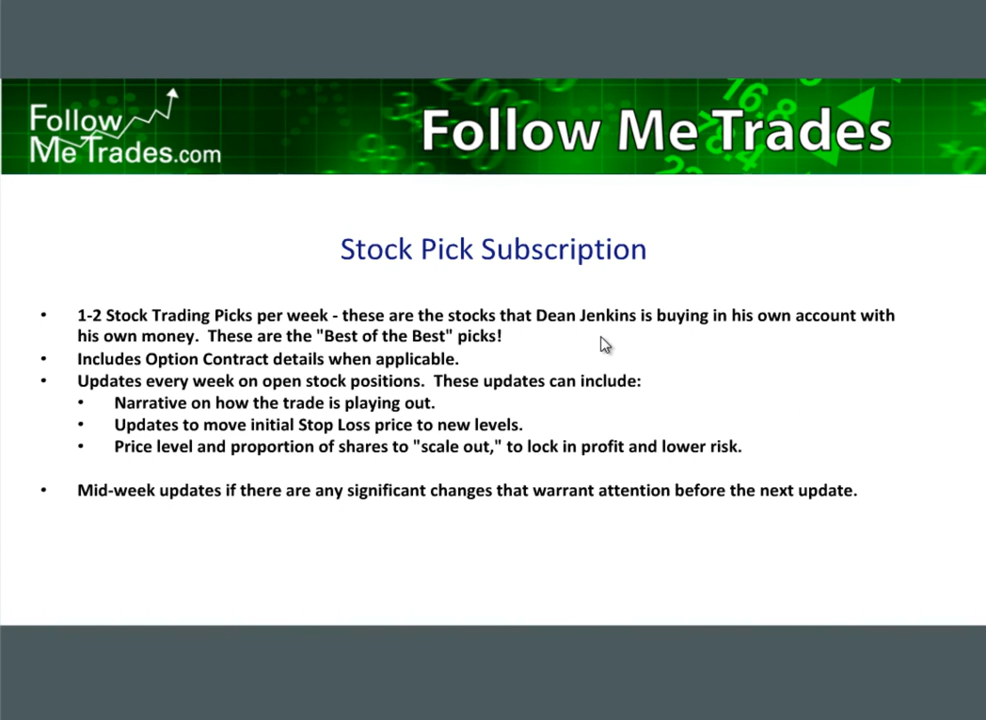 Follow
MeTrades.com
Follow Me Trades
16.8
Stock Pick Subscription
• 1-2 Stock Trading Picks per week - these are the stocks that Dean Jenkins is buying in his own account with
his own money.  These are the "Best of the Best" picks!
• Includes Option Contract details when applicable.
• Updates every week on open stock positions.  These updates can include:
• Narrative on how the trade is playing out.
• Updates to move initial Stop Loss price to new levels.
• Price level and proportion of shares to "scale out," to lock in profit and lower risk.
• Mid-week updates if there are any significant changes that warrant attention before the next update.